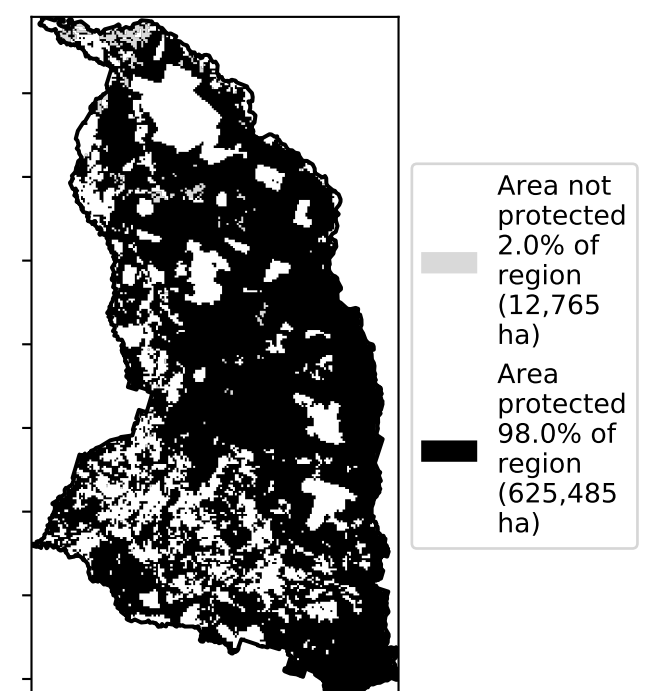 Area not
protected
2.0% of
region
(12,765
ha)
Area
protected
98.0% of
region
(625,485
ha)